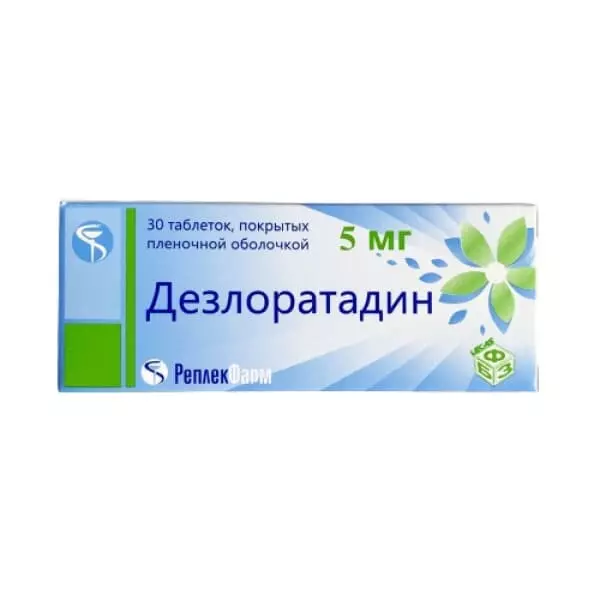 30 таблеток, покрытых
пленочной оболочкой
5 мг
Дезлоратадин
РеплекФарм
Ф
Б З